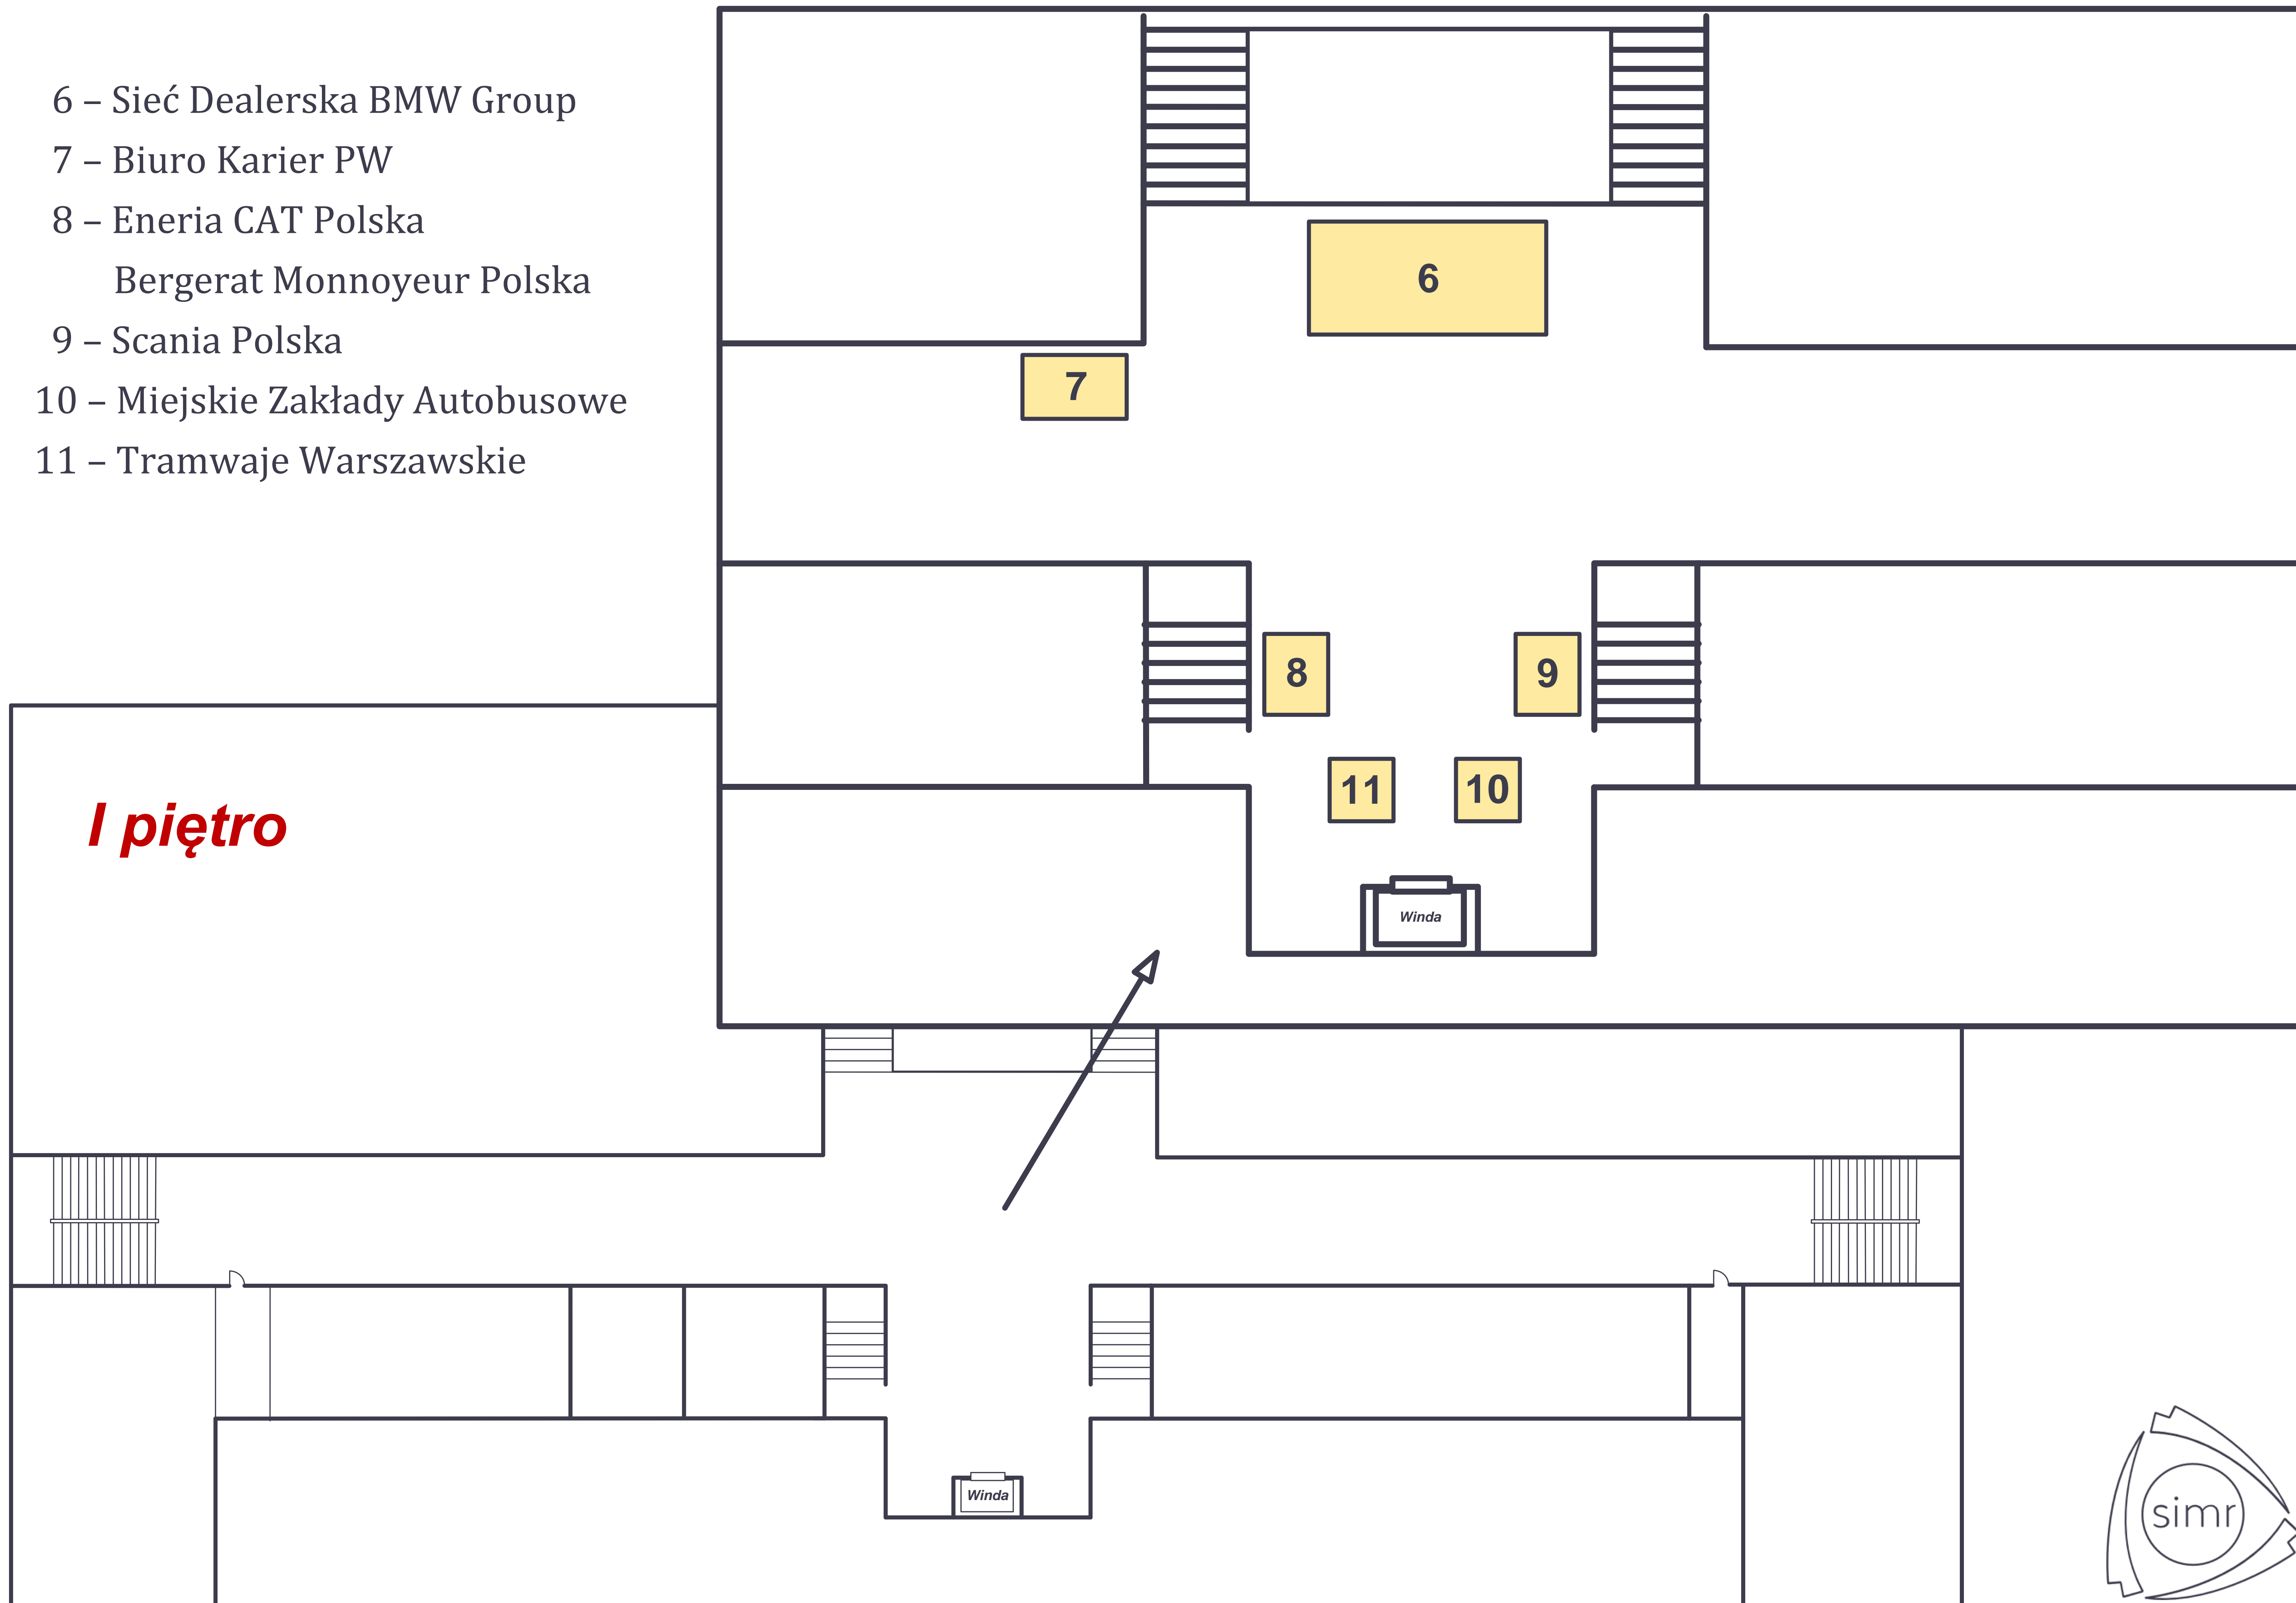 6 – Sieć Dealerska BMW Group
7 – Biuro Karier PW
8 – Eneria CAT Polska
Bergerat Monnoyeur Polska
9 – Scania Polska
10 – Miejskie Zakłady Autobusowe
11 – Tramwaje Warszawskie
6
7
8
9
11
10
I piętro
Winda
Winda
simr